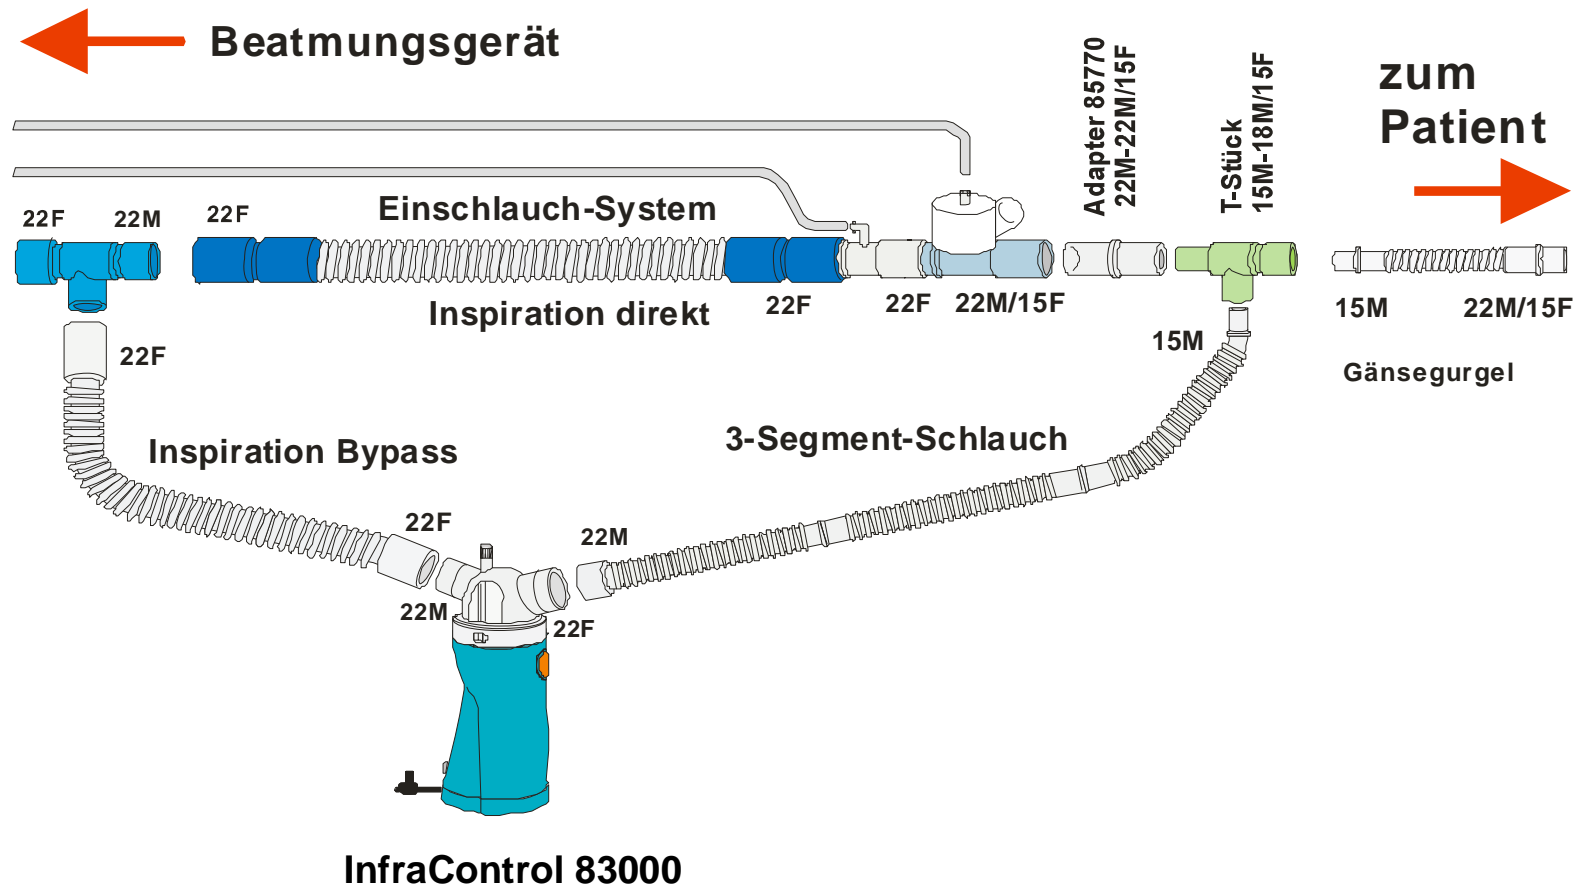 Beatmungsgerät
Adapter 85770
22M-22M/15F
T-Stück
15M-18M/15F
zum
Patient
22F
22M
22F
Einschlauch-System
Inspiration direkt
22F
22F
22M/15F
15M
22M/15F
15M
Gänsegurgel
22F
Inspiration Bypass
3-Segment-Schlauch
22F
22M
22M
22F
InfraControl 83000